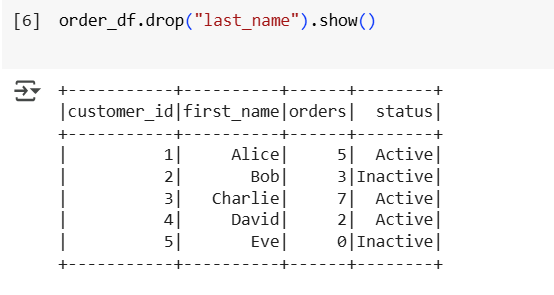 [6] order_df.drop("last_name").show()
+-----------+----------+------+--------+
|customer_id|first_name|orders|  status|
+-----------+----------+------+--------+
|          1|     Alice|     5|  Active|
|          2|       Bob|     3|Inactive|
|          3|   Charlie|     7|  Active|
|          4|     David|     2|  Active|
|          5|       Eve|     0|Inactive|
+-----------+----------+------+--------+